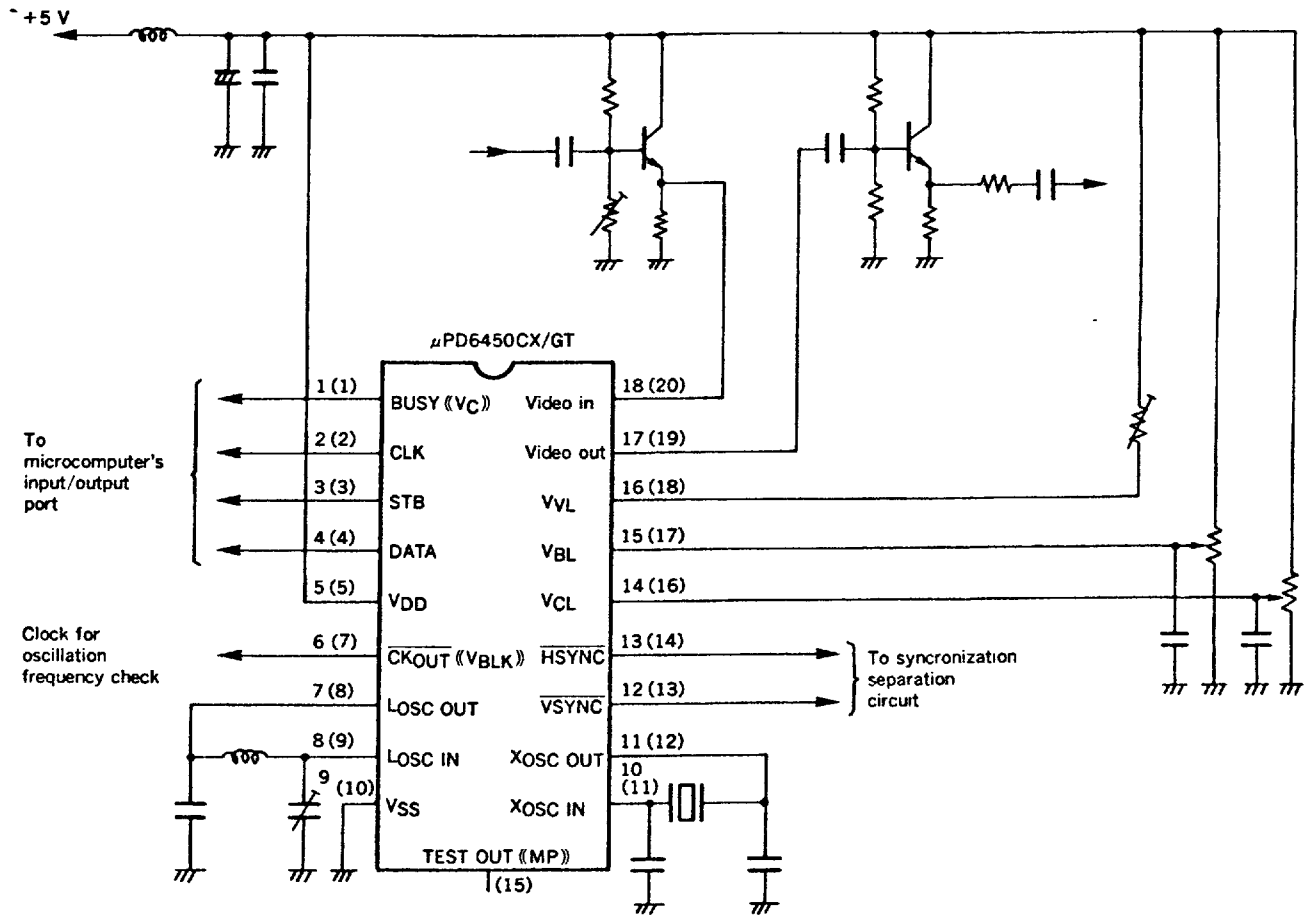 +5 V
μPD6450CX/GT
To
microcomputer's
input/output
port
1 (1)
BUSY ⟪VC⟫
2 (2)
CLK
3 (3)
STB
4 (4)
DATA
5 (5)
VDD
Clock for
oscillation
frequency check
6 (7)
CKOUT ⟪VBLK⟫
7 (8)
LOSC OUT
8 (9)
LOSC IN
9
(10)
VSS
18 (20)
Video in
17 (19)
Video out
16 (18)
VVL
15 (17)
VBL
14 (16)
VCL
13 (14)
HSYNC
12 (13)
VSYNC
To syncronization
separation
circuit
11 (12)
XOSC OUT
10
(11)
XOSC IN
TEST OUT ⟪MP⟫
(15)